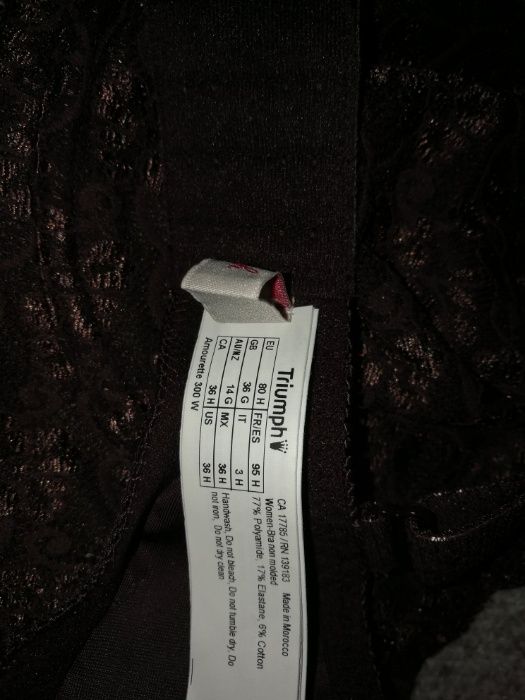 Triumph
EU 80 H FR/ES 95 H
GB 36 G IT 3 H
AU/NZ 14 G MX 36 H
CA 36 H US 36 H
Amourette 300 W
CA 17785 / RN 139183 Made in Morocco
Women-Bra non molded
77% Polyamide, 17% Elastane, 6% Cotton
Handwash, Do not bleach, Do not tumble dry, Do
not iron, Do not dry clean